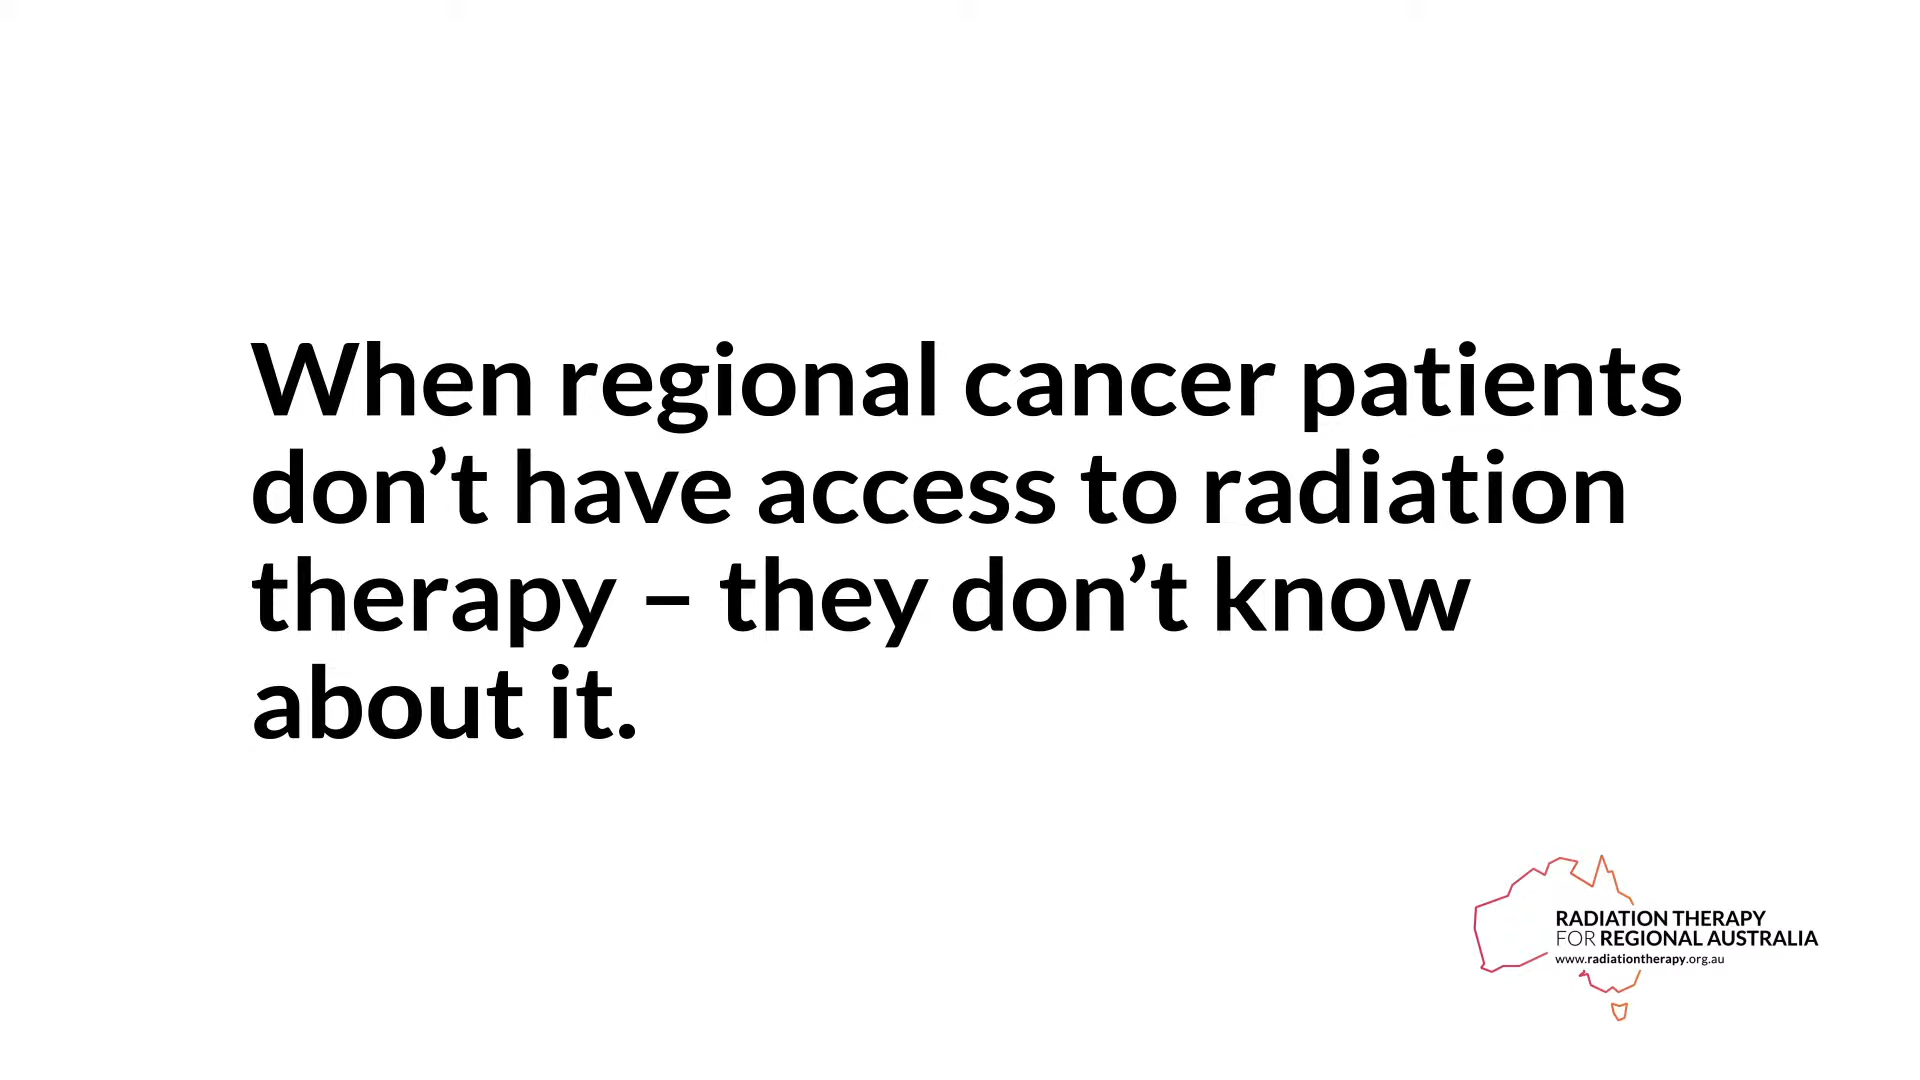 When regional cancer patients
don’t have access to radiation
therapy – they don’t know
about it.
RADIATION THERAPY
FOR REGIONAL AUSTRALIA
www.radiationtherapy.org.au